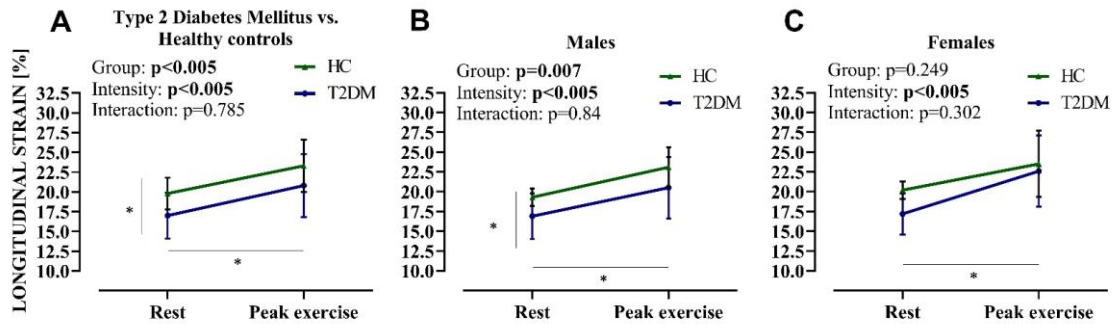 A
Type 2 Diabetes Mellitus vs.
Healthy controls
Group: p<0.005
Intensity: p<0.005
Interaction: p=0.785
HC
T2DM
LONGITUDINAL STRAIN [%]
32.5
30.0
27.5
25.0
22.5
20.0
17.5
15.0
12.5
10.0
*
*
Rest
Peak exercise
B
Males
Group: p=0.007
Intensity: p<0.005
Interaction: p=0.84
HC
T2DM
32.5
30.0
27.5
25.0
22.5
20.0
17.5
15.0
12.5
10.0
*
*
Rest
Peak exercise
C
Females
Group: p=0.249
Intensity: p<0.005
Interaction: p=0.302
HC
T2DM
32.5
30.0
27.5
25.0
22.5
20.0
17.5
15.0
12.5
10.0
*
Rest
Peak exercise